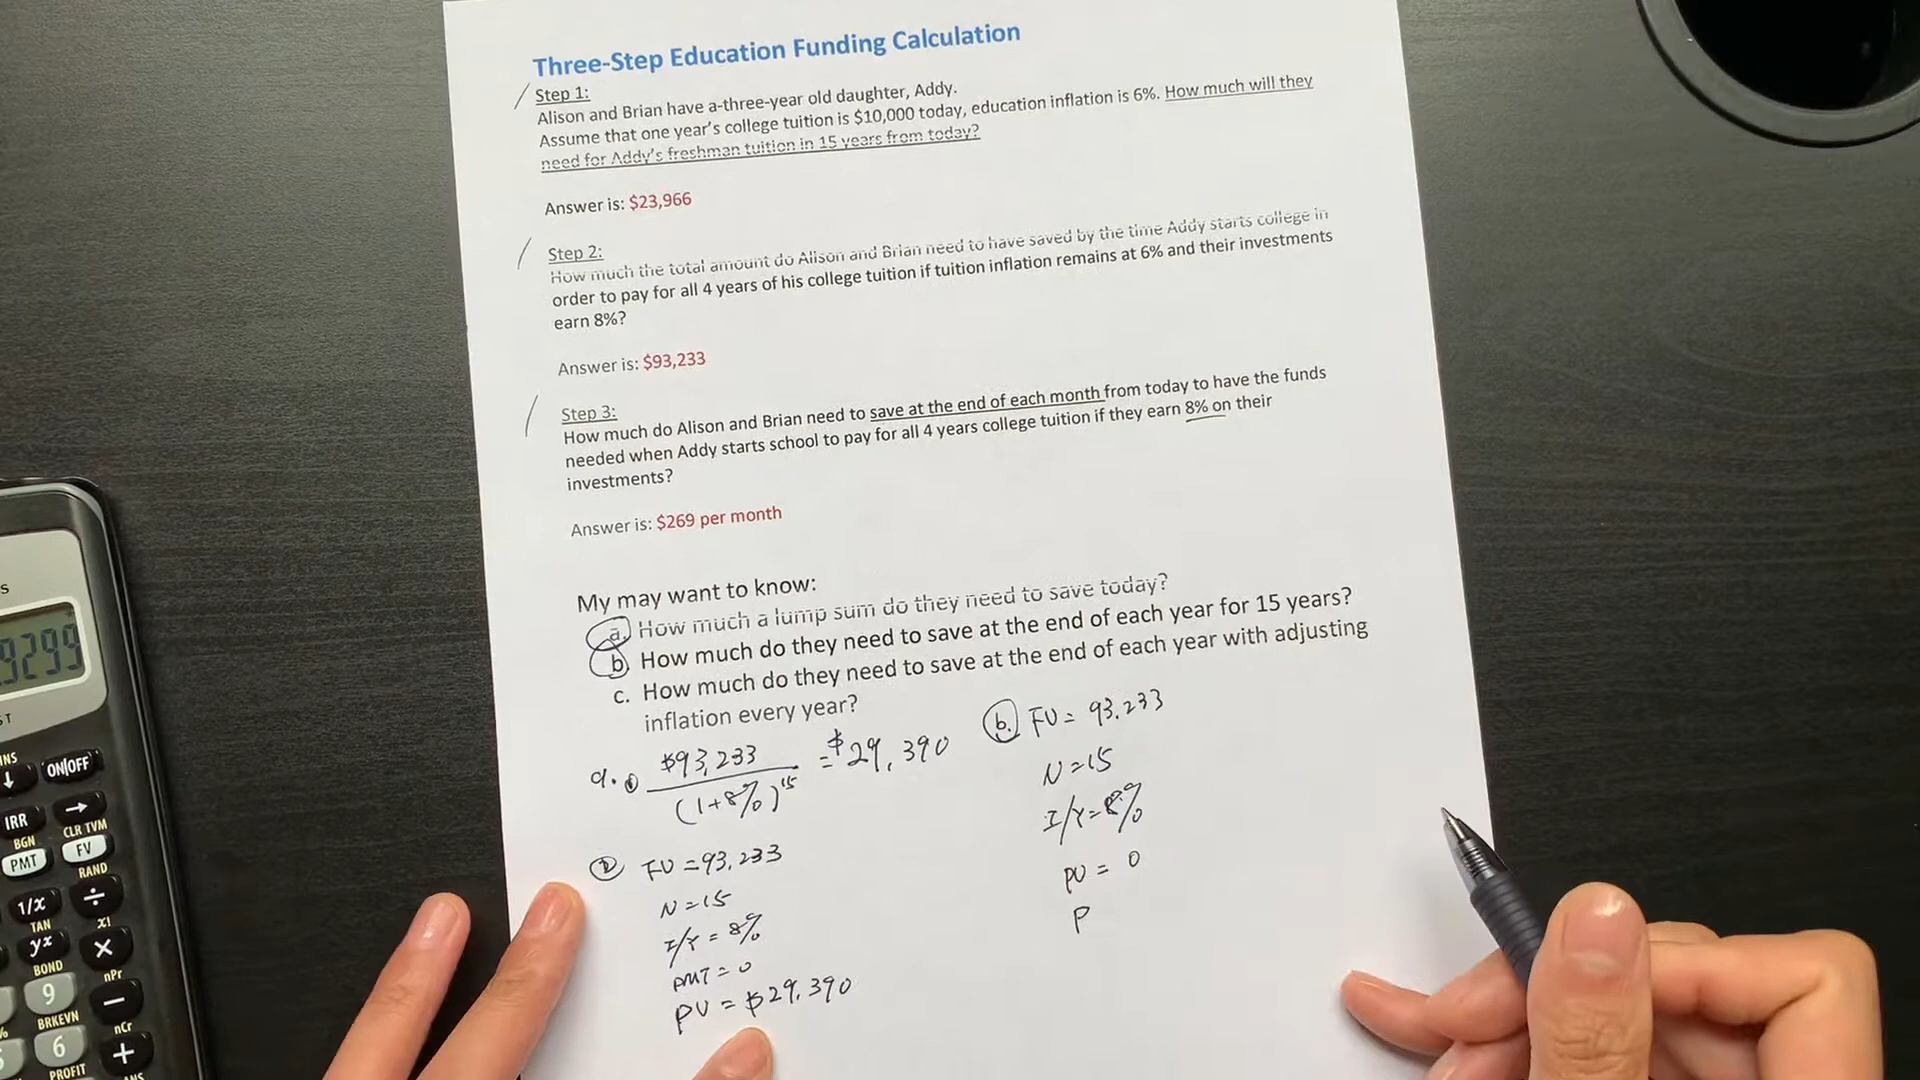 Three-Step Education Funding Calculation
Step 1:
Alison and Brian have a-three-year old daughter, Addy.
Assume that one year's college tuition is $10,000 today, education inflation is 6%. How much will they
need for Addy's freshman tuition in 15 years from today?
Answer is: $23,966
Step 2:
How much the total amount do Alison and Brian need to have saved by the time Addy starts college in
order to pay for all 4 years of his college tuition if tuition inflation remains at 6% and their investments
earn 8%?
Answer is: $93,233
Step 3:
How much do Alison and Brian need to save at the end of each month from today to have the funds
needed when Addy starts school to pay for all 4 years college tuition if they earn 8% on their
investments?
Answer is: $269 per month
My may want to know:
a. How much a lump sum do they need to save today?
b. How much do they need to save at the end of each year for 15 years?
c. How much do they need to save at the end of each year with adjusting
inflation every year?
a. ① $93,233 / (1+8%)^15 = $29,390
② FV = 93,233
N = 15
I/Y = 8%
PMT = 0
PV = $29,390
b. FV = 93,233
N = 15
I/Y = 8%
PV = 0
P
9299
ON/OFF
IRR
→
CLR TVM
BGN
PMT
FV
RAND
1/x
÷
TAN
x!
yx
×
BOND
nPr
9
−
BRKEVN
nCr
6
+
PROFIT